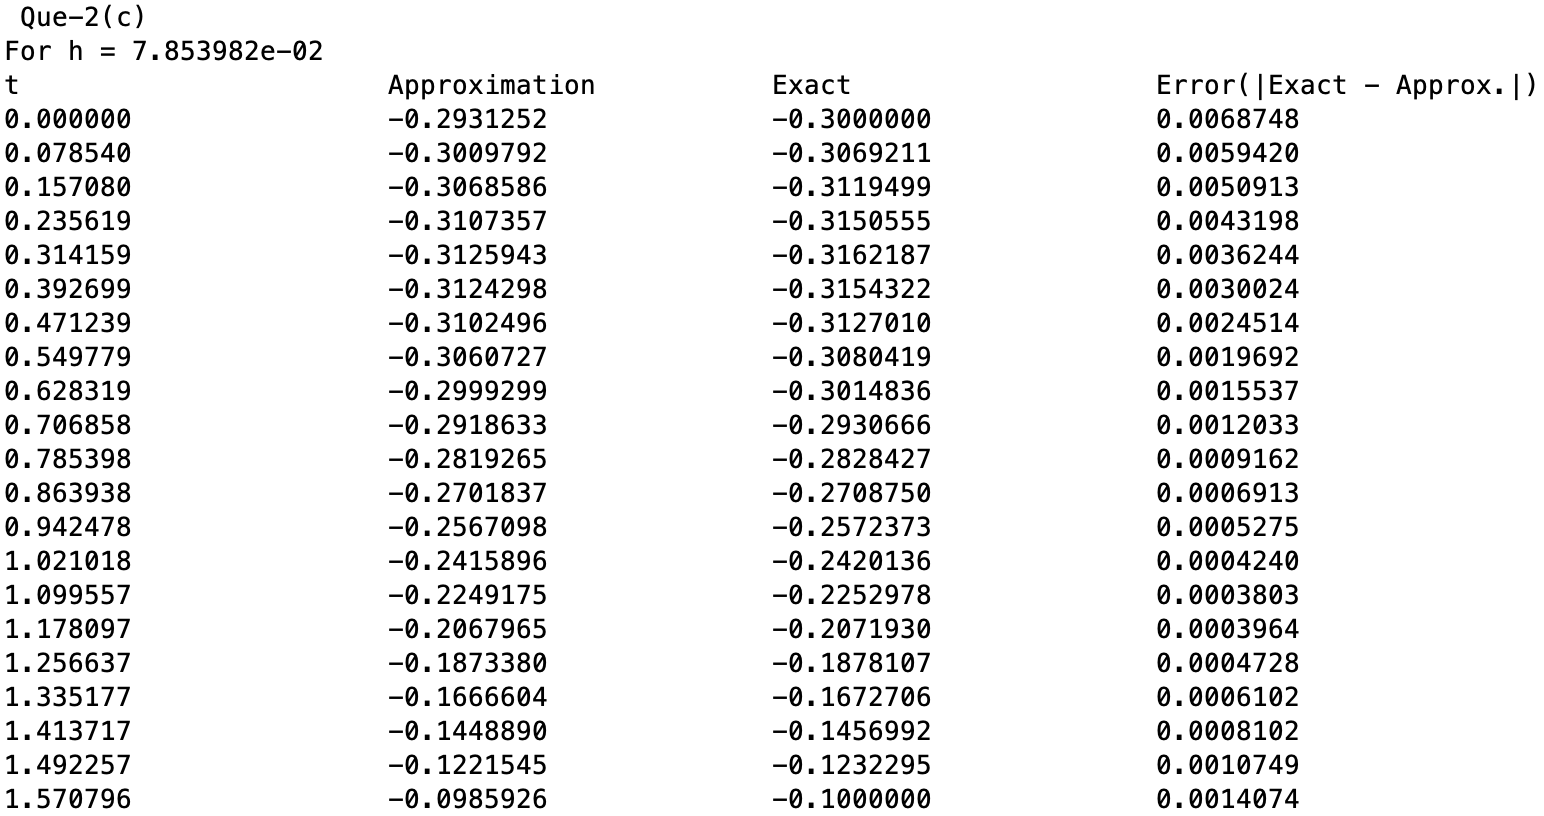 Que-2(c)
For h = 7.853982e-02
t Approximation Exact Error(|Exact - Approx.|)
0.000000 -0.2931252 -0.3000000 0.0068748
0.078540 -0.3009792 -0.3069211 0.0059420
0.157080 -0.3068586 -0.3119499 0.0050913
0.235619 -0.3107357 -0.3150555 0.0043198
0.314159 -0.3125943 -0.3162187 0.0036244
0.392699 -0.3124298 -0.3154322 0.0030024
0.471239 -0.3102496 -0.3127010 0.0024514
0.549779 -0.3060727 -0.3080419 0.0019692
0.628319 -0.2999299 -0.3014836 0.0015537
0.706858 -0.2918633 -0.2930666 0.0012033
0.785398 -0.2819265 -0.2828427 0.0009162
0.863938 -0.2701837 -0.2708750 0.0006913
0.942478 -0.2567098 -0.2572373 0.0005275
1.021018 -0.2415896 -0.2420136 0.0004240
1.099557 -0.2249175 -0.2252978 0.0003803
1.178097 -0.2067965 -0.2071930 0.0003964
1.256637 -0.1873380 -0.1878107 0.0004728
1.335177 -0.1666604 -0.1672706 0.0006102
1.413717 -0.1448890 -0.1456992 0.0008102
1.492257 -0.1221545 -0.1232295 0.0010749
1.570796 -0.0985926 -0.1000000 0.0014074